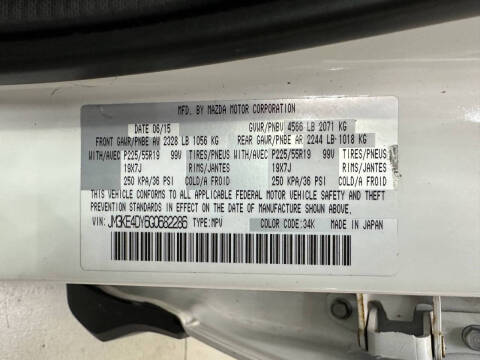 MFD. BY MAZDA MOTOR CORPORATION
DATE 06/15 GVWR/PNBV 4566 LB 2071 KG
FRONT GAWR/PNBE AV 2328 LB 1056 KG REAR GAWR/PNBE AR 2244 LB 1018 KG
WITH/AVEC P225/55R19 99V TIRES/PNEUS WITH/AVEC P225/55R19 99V TIRES/PNEUS
19X7J RIMS/JANTES 19X7J RIMS/JANTES
250 KPA/36 PSI COLD/A FROID 250 KPA/36 PSI COLD/A FROID
THIS VEHICLE CONFORMS TO ALL APPLICABLE FEDERAL MOTOR VEHICLE SAFETY AND THEFT
PREVENTION STANDARDS IN EFFECT ON THE DATE OF MANUFACTURE SHOWN ABOVE.
VIN: JM3KE4DY6G0682286 TYPE:MPV COLOR CODE: 34K MADE IN JAPAN